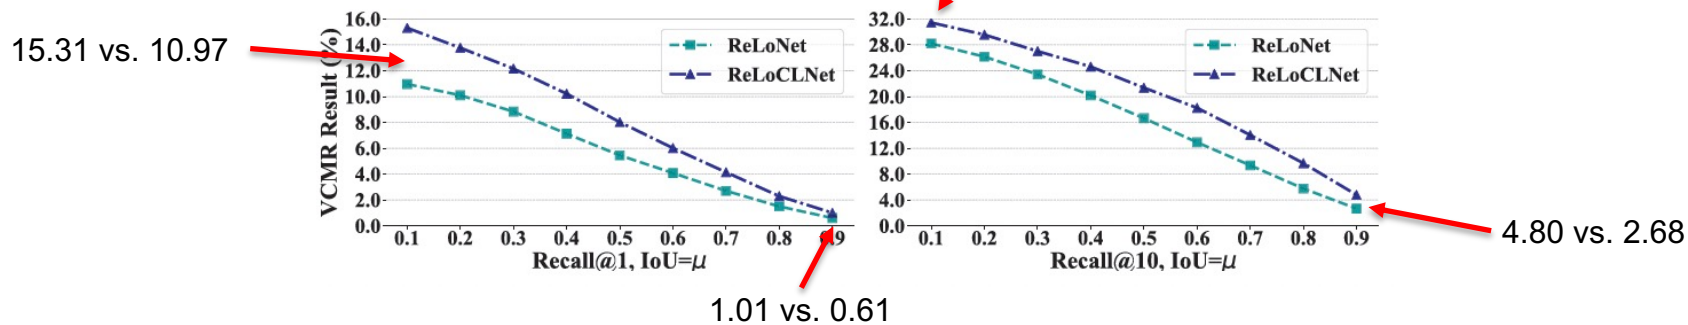 15.31 vs. 10.97
VCMR Result (%)
16.0
14.0
12.0
10.0
8.0
6.0
4.0
2.0
0.0
ReLoNet
ReLoCLNet
0.1 0.2 0.3 0.4 0.5 0.6 0.7 0.8 0.9
Recall@1, IoU=μ
1.01 vs. 0.61
32.0
28.0
24.0
20.0
16.0
12.0
8.0
4.0
0.0
ReLoNet
ReLoCLNet
0.1 0.2 0.3 0.4 0.5 0.6 0.7 0.8 0.9
Recall@10, IoU=μ
4.80 vs. 2.68